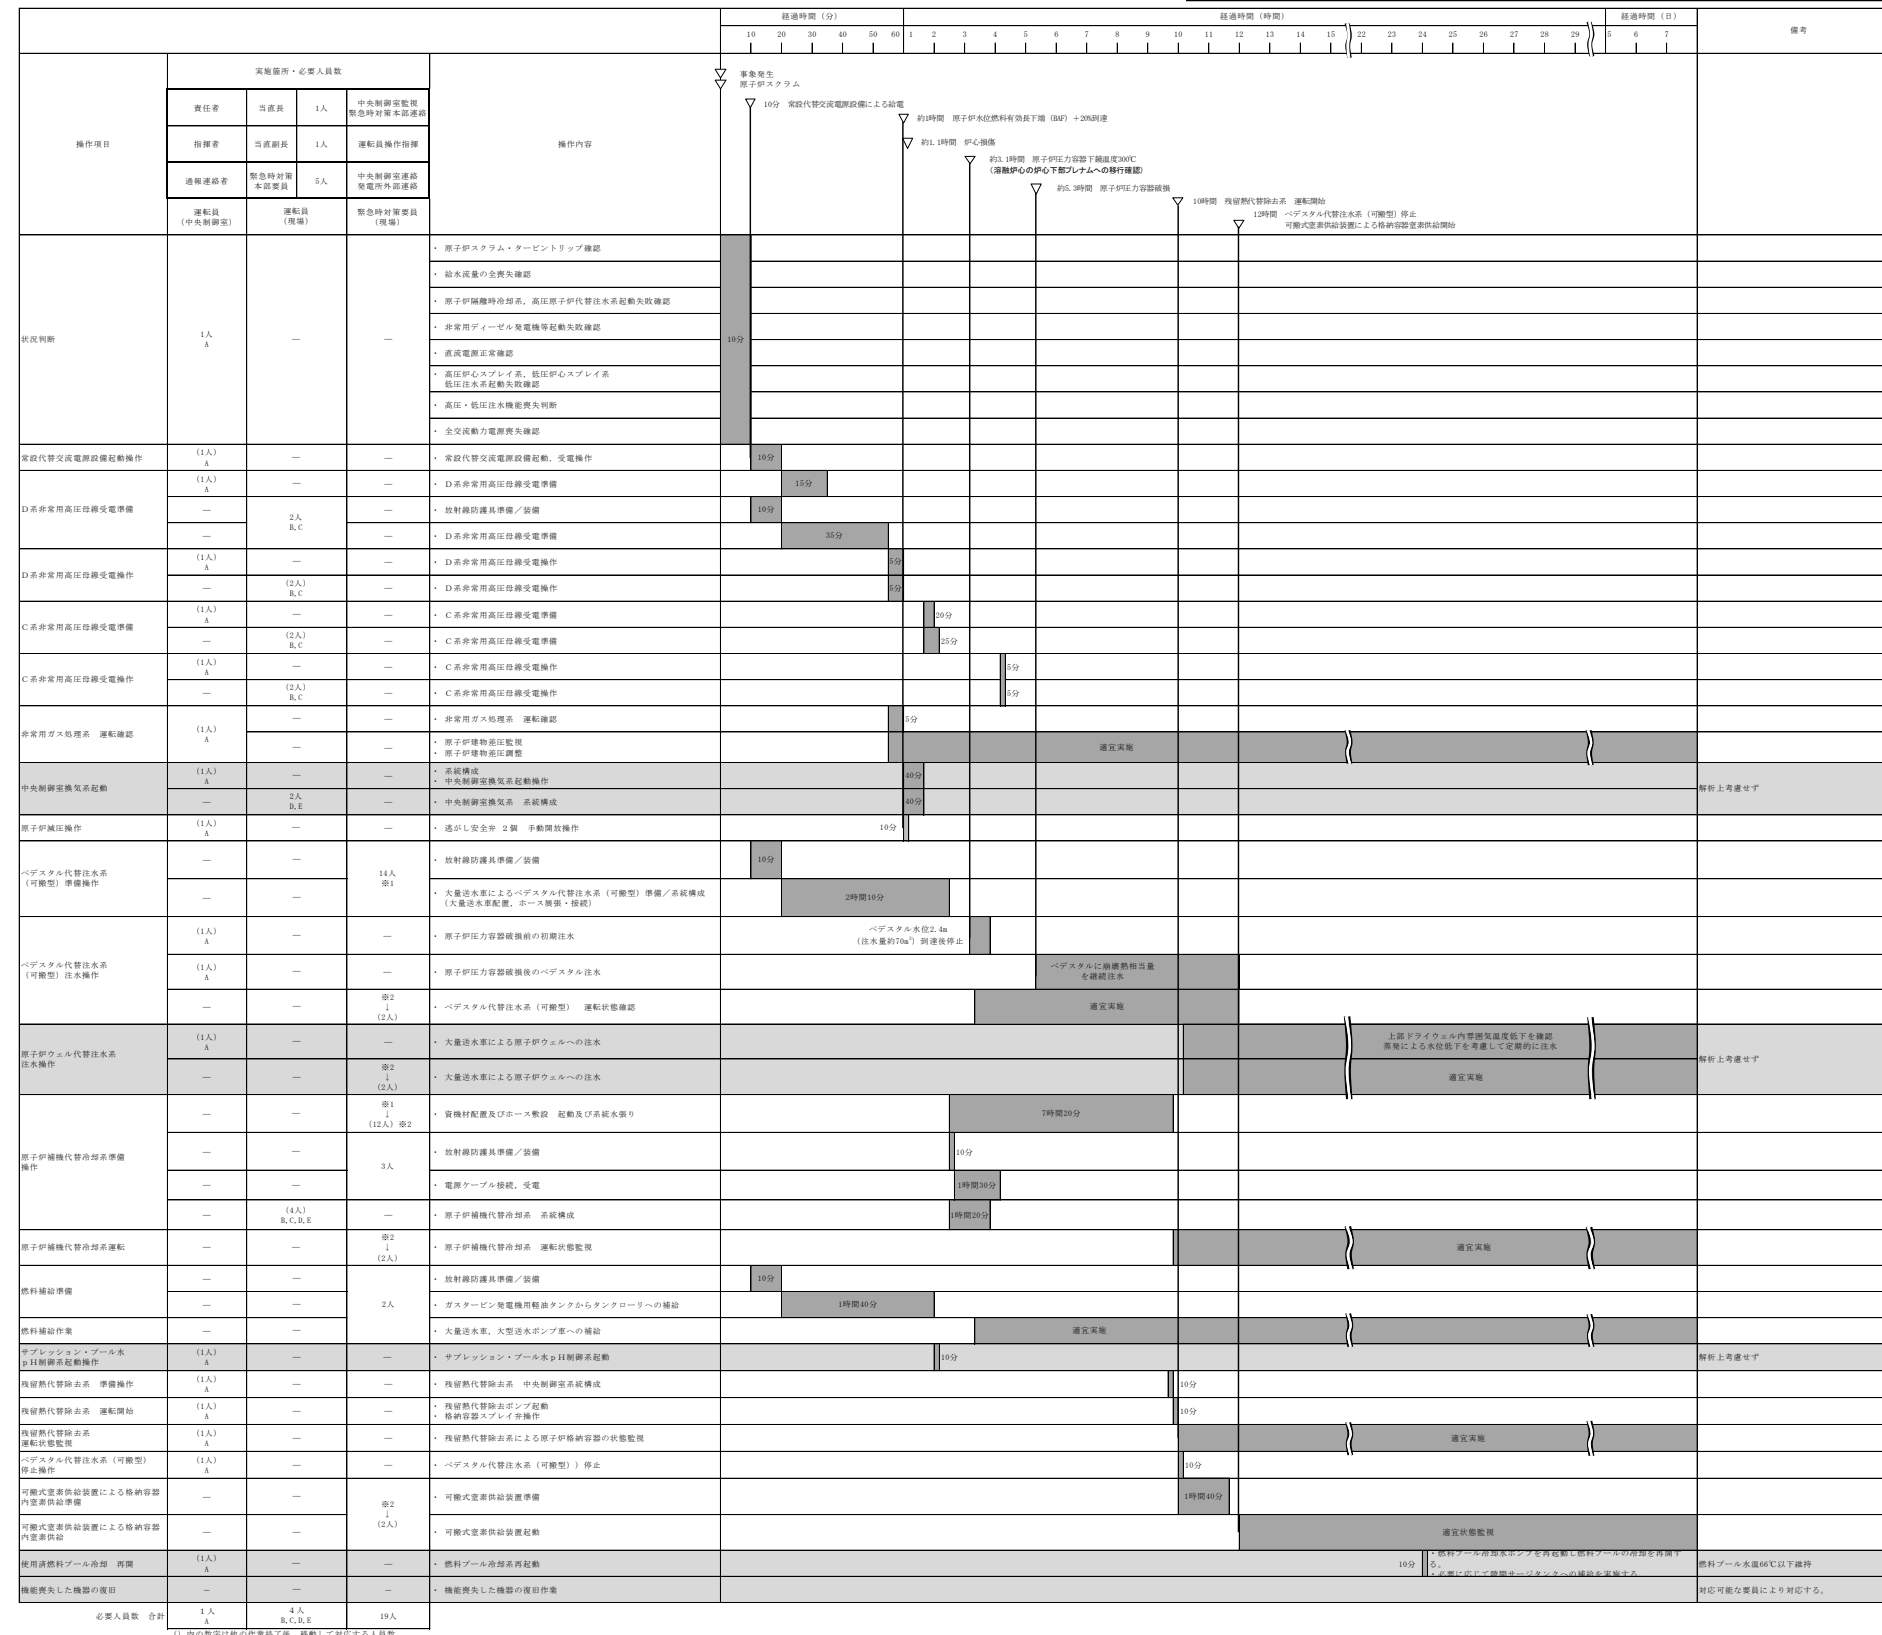 経過時間（分）
経過時間（時間）
経過時間（日）
備考
10 20 30 40 50 60 1 2 3 4 5 6 7 8 9 10 11 12 13 14 15 22 23 24 25 26 27 28 29 5 6 7
操作項目
実施箇所・必要人員数
操作内容
責任者 当直長 1人 中央制御室監視
緊急時対策本部連絡
指揮者 当直副長 1人 運転員操作指揮
通報連絡者 緊急時対策
本部要員 5人 中央制御室連絡
発電所外部連絡
運転員
（中央制御室）
運転員
（現場）
緊急時対策要員
（現場）
事象発生
原子炉スクラム
10分 常設代替交流電源設備による給電
約1時間 原子炉水位燃料有効長下端（BAF）＋20%到達
約1.1時間 炉心損傷
約3.1時間 原子炉圧力容器下鏡温度300℃
（溶融炉心の炉心下部プレナムへの移行確認）
約5.3時間 原子炉圧力容器破損
10時間 残留熱代替除去系 運転開始
12時間 ペデスタル代替注水系（可搬型）停止
可搬式窒素供給装置による格納容器窒素供給開始
状況判断
1人
A
― ―
・ 原子炉スクラム・タービントリップ確認
・ 給水流量の全喪失確認
・ 原子炉隔離時冷却系，高圧原子炉代替注水系起動失敗確認
・ 非常用ディーゼル発電機等起動失敗確認
・ 直流電源正常確認
・ 高圧炉心スプレイ系，低圧炉心スプレイ系
低圧注水系起動失敗確認
・ 高圧・低圧注水機能喪失判断
・ 全交流動力電源喪失確認
10分
常設代替交流電源設備起動操作 （1人）
A ― ― ・ 常設代替交流電源設備起動，受電操作 10分
D系非常用高圧母線受電準備
（1人）
A ― ― ・ D系非常用高圧母線受電準備 15分
― 2人
B,C ― ・ 放射線防護具準備／装備 10分
― ― ・ D系非常用高圧母線受電準備 35分
D系非常用高圧母線受電操作
（1人）
A ― ― ・ D系非常用高圧母線受電操作 5分
― （2人）
B,C ― ・ D系非常用高圧母線受電操作 5分
C系非常用高圧母線受電準備
（1人）
A ― ― ・ C系非常用高圧母線受電準備 20分
― （2人）
B,C ― ・ C系非常用高圧母線受電準備 25分
C系非常用高圧母線受電操作
（1人）
A ― ― ・ C系非常用高圧母線受電操作 5分
― （2人）
B,C ― ・ C系非常用高圧母線受電操作 5分
非常用ガス処理系 運転確認
（1人）
A
― ― ・ 非常用ガス処理系 運転確認 5分
― ― ・ 原子炉建物差圧監視
・ 原子炉建物差圧調整 適宜実施
中央制御室換気系起動
（1人）
A ― ― ・ 系統構成
・ 中央制御室換気系起動操作 40分
― 2人
D,E ― ・ 中央制御室換気系 系統構成 40分
解析上考慮せず
原子炉減圧操作 （1人）
A ― ― ・ 逃がし安全弁 2個 手動開放操作 10分
ペデスタル代替注水系
（可搬型）準備操作
― ― 14人
※1
・ 放射線防護具準備／装備 10分
― ― ・ 大量送水車によるペデスタル代替注水系（可搬型）準備／系統構成
（大量送水車配置，ホース展張・接続） 2時間10分
ペデスタル代替注水系
（可搬型）注水操作
（1人）
A ― ― ・ 原子炉圧力容器破損前の初期注水 ペデスタル水位2.4m
（注水量約70m³）到達後停止
（1人）
A ― ― ・ 原子炉圧力容器破損後のペデスタル注水 ペデスタルに崩壊熱相当量
を継続注水
― ― ※2
↓
（2人） ・ ペデスタル代替注水系（可搬型） 運転状態確認 適宜実施
原子炉ウェル代替注水系
注水操作
（1人）
A ― ― ・ 大量送水車による原子炉ウェルへの注水 上部ドライウェル内雰囲気温度低下を確認
蒸発による水位低下を考慮して定期的に注水
― ― ※2
↓
（2人） ・ 大量送水車による原子炉ウェルへの注水 適宜実施
解析上考慮せず
原子炉補機代替冷却系準備
操作
― ― ※1
↓
（12人）※2 ・ 資機材配置及びホース敷設 起動及び系統水張り 7時間20分
― ― 3人 ・ 放射線防護具準備／装備 10分
― ― ・ 電源ケーブル接続，受電 1時間30分
― （4人）
B,C,D,E ― ・ 原子炉補機代替冷却系 系統構成 1時間20分
原子炉補機代替冷却系運転 ― ― ※2
↓
（2人） ・ 原子炉補機代替冷却系 運転状態監視 適宜実施
燃料補給準備
― ― 2人 ・ 放射線防護具準備／装備 10分
― ― ・ ガスタービン発電機用軽油タンクからタンクローリへの補給 1時間40分
燃料補給作業 ― ― ・ 大量送水車，大型送水ポンプ車への補給 適宜実施
サプレッション・プール水
pH制御系起動操作 （1人）
A ― ― ・ サプレッション・プール水pH制御系起動 10分 解析上考慮せず
残留熱代替除去系 準備操作 （1人）
A ― ― ・ 残留熱代替除去系 中央制御室系統構成 10分
残留熱代替除去系 運転開始 （1人）
A ― ― ・ 残留熱代替除去ポンプ起動
・ 格納容器スプレイ弁操作 10分
残留熱代替除去系
運転状態監視 （1人）
A ― ― ・ 残留熱代替除去系による原子炉格納容器の状態監視 適宜実施
ペデスタル代替注水系（可搬型）
停止操作 （1人）
A ― ― ・ ペデスタル代替注水系（可搬型））停止 10分
可搬式窒素供給装置による格納容器
内窒素供給準備 ― ― ※2
↓
（2人） ・ 可搬式窒素供給装置準備 1時間40分
可搬式窒素供給装置による格納容器
内窒素供給 ― ― ・ 可搬式窒素供給装置起動 適宜状態監視
使用済燃料プール冷却 再開 （1人）
A ― ― ・ 燃料プール冷却系再起動 10分 ・燃料プール冷却水ポンプを再起動し燃料プールの冷却を再開す
る。
・必要に応じて隙間サージタンクへの補給を実施する。 燃料プール水温66℃以下維持
機能喪失した機器の復旧 − − − ・ 機能喪失した機器の復旧作業 対応可能な要員により対応する。
必要人員数 合計 1人
A 4人
B,C,D,E 19人
()内の数字は他の作業終了後，移動して対応する人員数